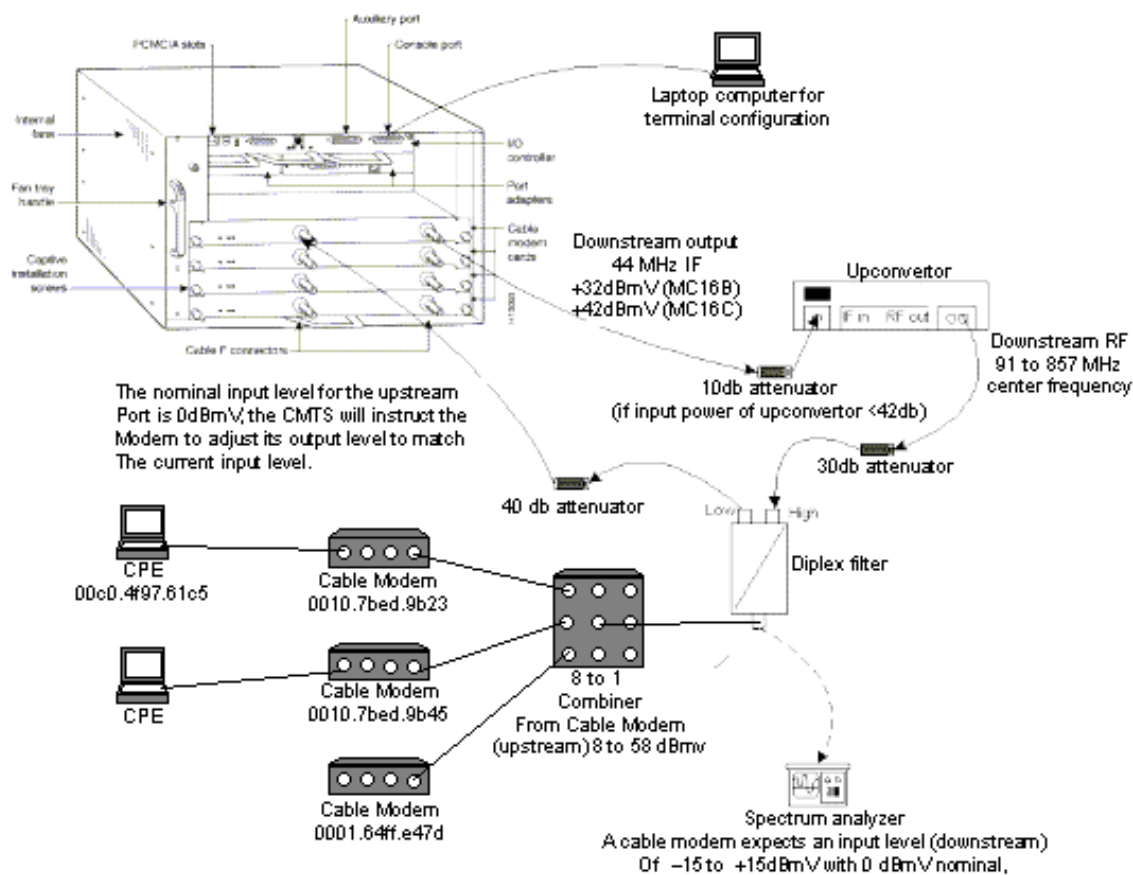 Auxiliary port
PCMCIA slots
Console port
Internal
fans
I/O
controller
Fan tray
handle
Port
adapters
Cable
modem
cards
Captive
installation
screws
Cable IF connectors
Laptop computer for
terminal configuration
Downstream output
44 MHz IF
+32dBmV (MC16B)
+42dBmV (MC16C)
Upconvertor
IF in RF out
Downstream RF
91 to 857 MHz
center frequency
10db attenuator
(if input power of upconvertor <42db)
30db attenuator
The nominal input level for the upstream
Port is 0dBmV, the CMTS will instruct the
Modem to adjust its output level to match
The current input level.
40 db attenuator
Low
High
Diplex filter
CPE
00c0.4f97.61c5
Cable Modem
0010.7bed.9b23
CPE
Cable Modem
0010.7bed.9b45
8 to 1
Combiner
From Cable Modem
(upstream) 8 to 58 dBmv
Cable Modem
0001.64ff.e47d
Spectrum analyzer
A cable modem expects an input level (downstream)
Of –15 to +15dBmV with 0 dBmV nominal,